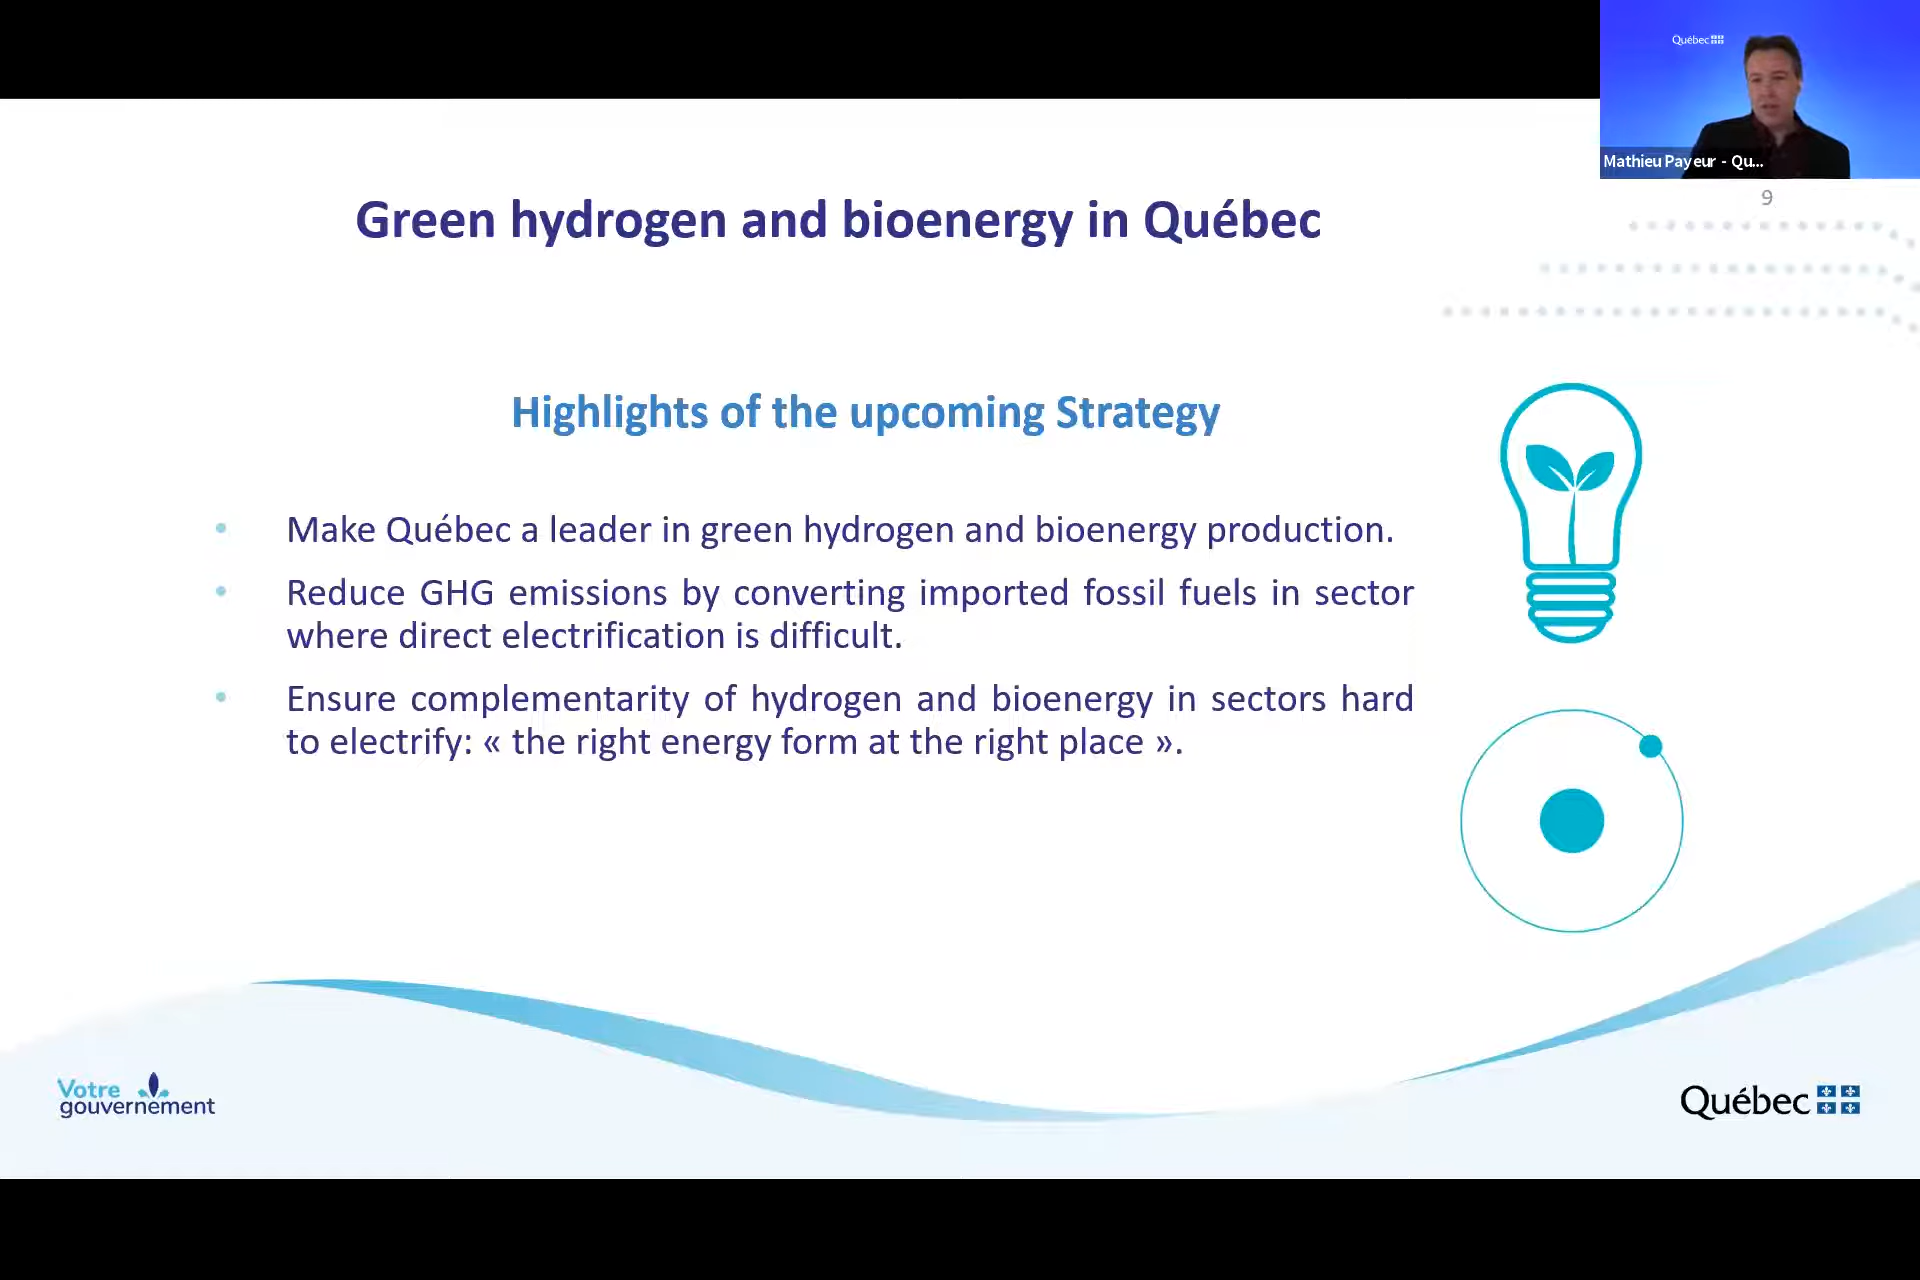 Québec
Mathieu Payeur - Qu...
9
Green hydrogen and bioenergy in Québec
Highlights of the upcoming Strategy
• Make Québec a leader in green hydrogen and bioenergy production.
• Reduce GHG emissions by converting imported fossil fuels in sector
where direct electrification is difficult.
• Ensure complementarity of hydrogen and bioenergy in sectors hard
to electrify: « the right energy form at the right place ».
Votre
gouvernement
Québec